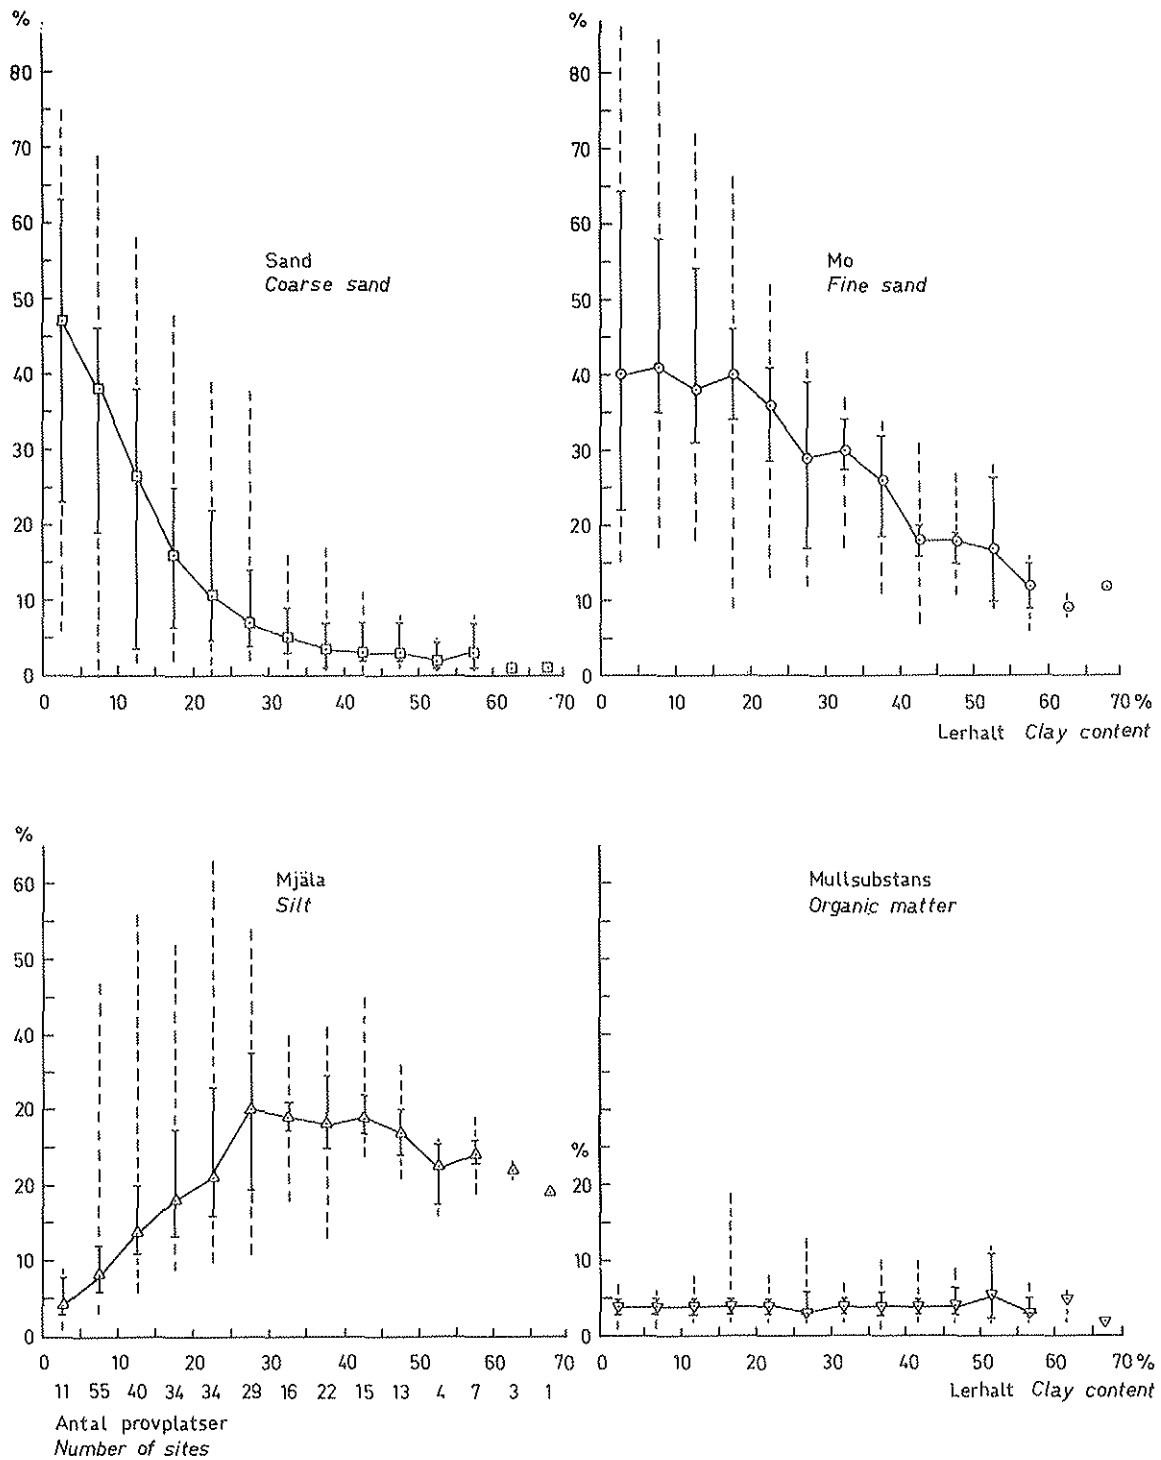 %
80
70
60
50
40
30
20
10
0
0 10 20 30 40 50 60 70
Sand
Coarse sand
%
80
70
60
50
40
30
20
10
0
0 10 20 30 40 50 60 70 %
Mo
Fine sand
Lerhalt Clay content
%
60
50
40
20
20
10
0
0 10 20 30 40 50 60 70
Mjäla
Silt
11 55 40 34 34 29 16 22 15 13 4 7 3 1
Antal provplatser
Number of sites
Mullsubstans
Organic matter
%
20
10
0
0 10 20 30 40 50 60 70 %
Lerhalt Clay content